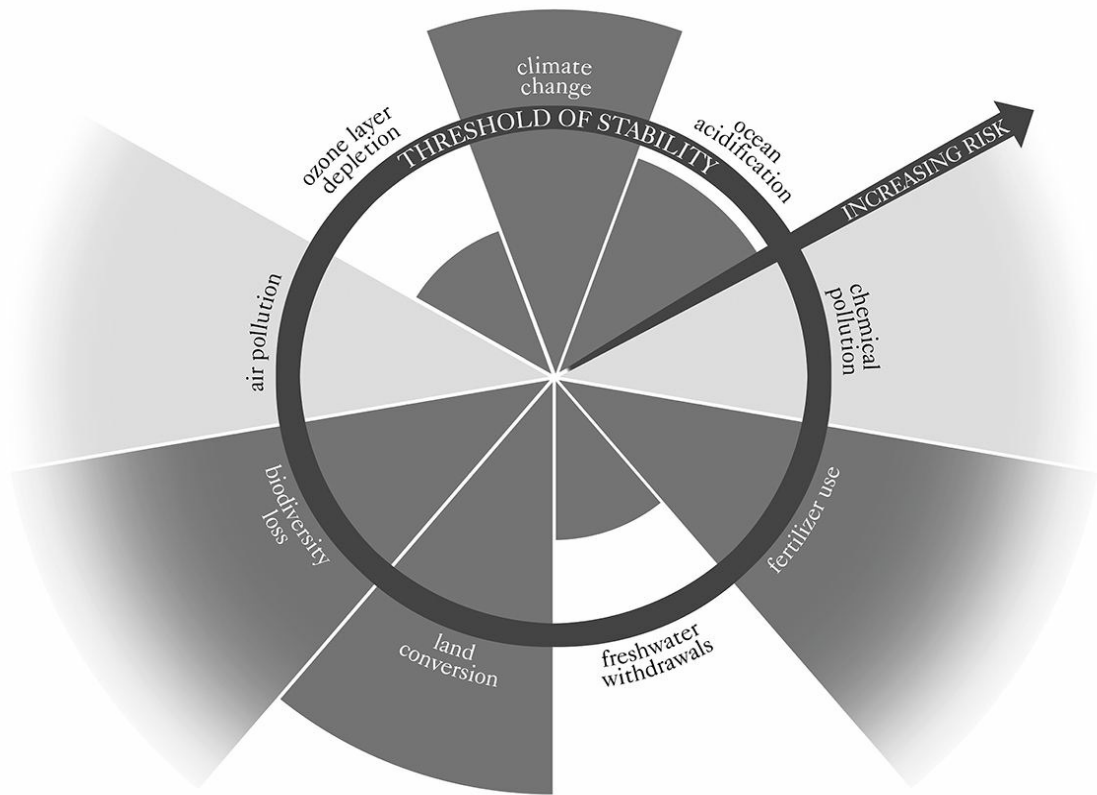 climate
change
THRESHOLD OF STABILITY
ocean
acidification
INCREASING RISK
chemical
pollution
fertilizer use
freshwater
withdrawals
land
conversion
biodiversity
loss
air pollution
ozone layer
depletion